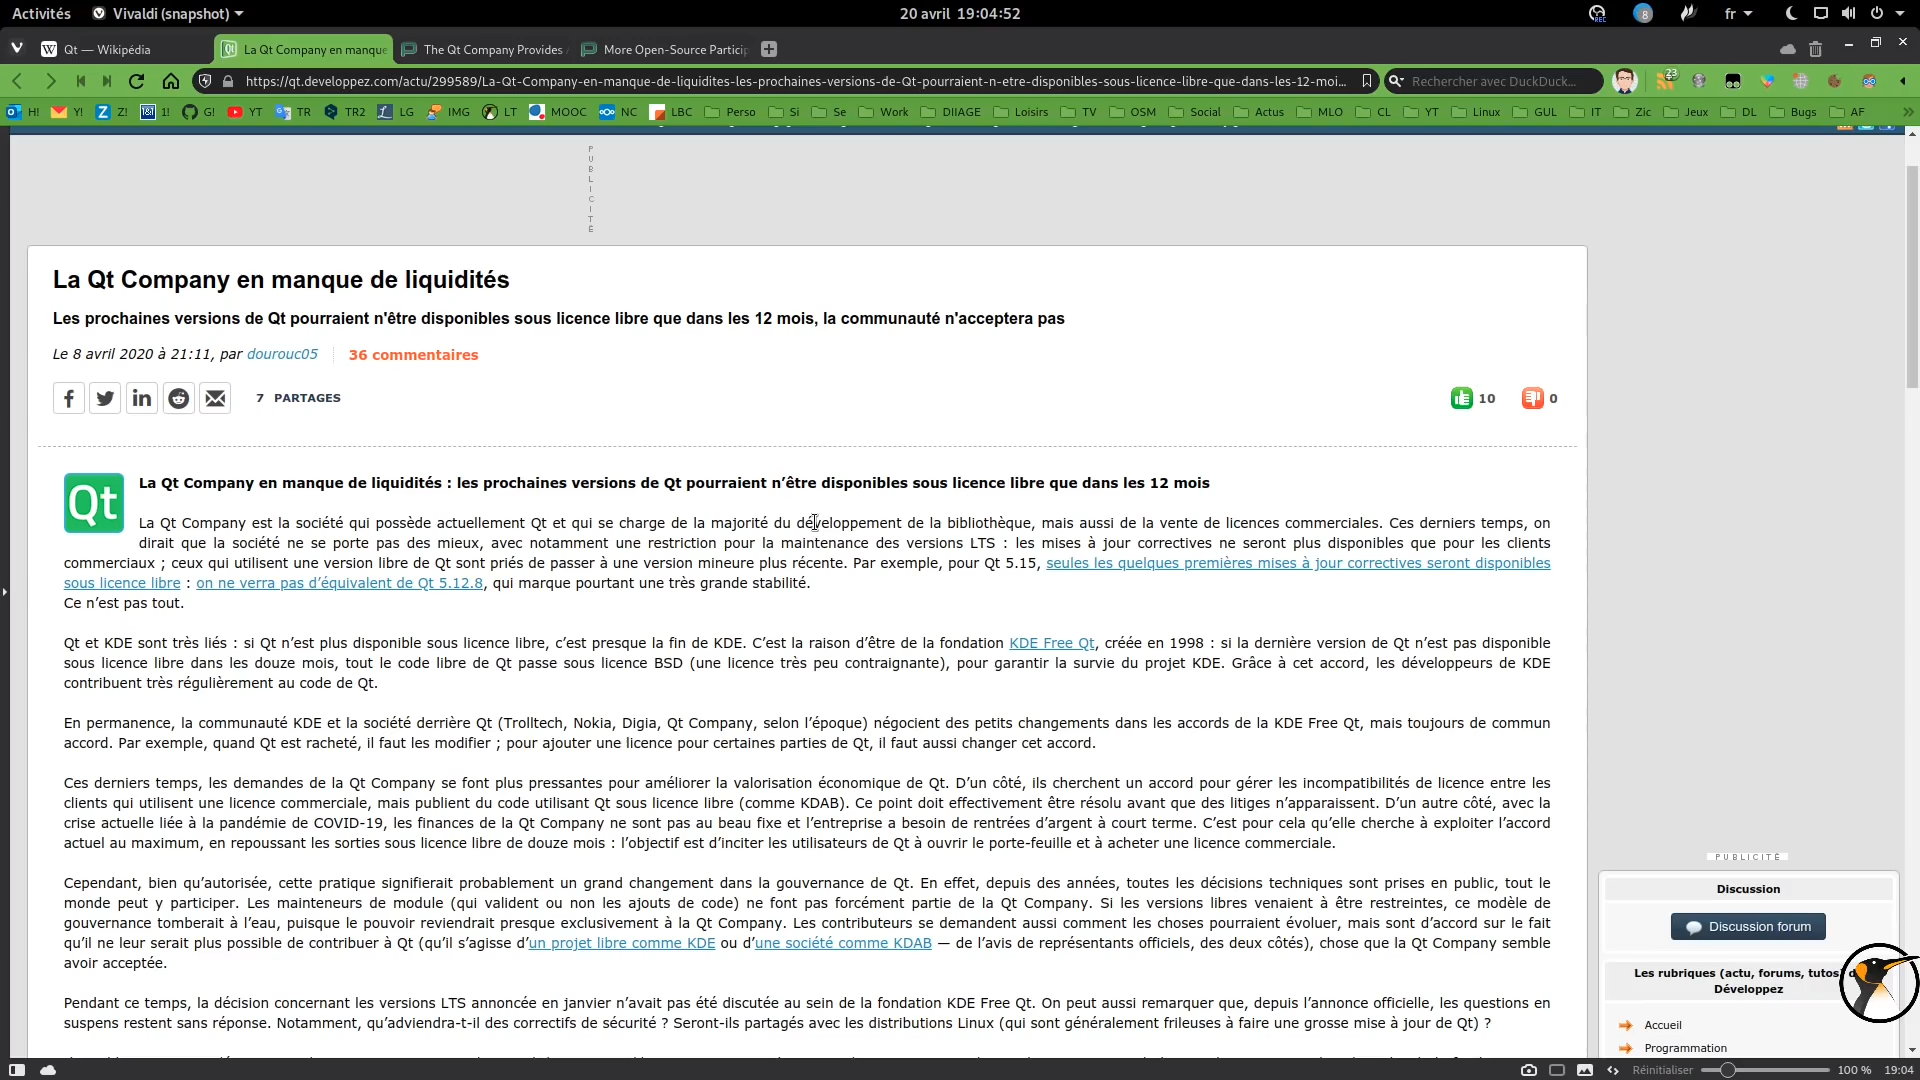 Activités
Vivaldi (snapshot)
20 avril 19:04:52
REC
8
fr
Qt — Wikipédia
La Qt Company en manque
The Qt Company Provides
More Open-Source Particip
https://qt.developpez.com/actu/299589/La-Qt-Company-en-manque-de-liquidites-les-prochaines-versions-de-Qt-pourraient-n-etre-disponibles-sous-licence-libre-que-dans-les-12-moi...
Rechercher avec DuckDuck...
23
H! Y! Z! 1! G! YT TR TR2 LG IMG LT MOOC NC LBC Perso Si Se Work DIIAGE Loisirs TV OSM Social Actus MLO CL YT Linux GUL IT Zic Jeux DL Bugs AF
PUBLICITÉ
La Qt Company en manque de liquidités
Les prochaines versions de Qt pourraient n'être disponibles sous licence libre que dans les 12 mois, la communauté n'acceptera pas
Le 8 avril 2020 à 21:11, par dourouc05
36 commentaires
7 PARTAGES
10
0
Qt
La Qt Company en manque de liquidités : les prochaines versions de Qt pourraient n’être disponibles sous licence libre que dans les 12 mois
La Qt Company est la société qui possède actuellement Qt et qui se charge de la majorité du développement de la bibliothèque, mais aussi de la vente de licences commerciales. Ces derniers temps, on
dirait que la société ne se porte pas des mieux, avec notamment une restriction pour la maintenance des versions LTS : les mises à jour correctives ne seront plus disponibles que pour les clients
commerciaux ; ceux qui utilisent une version libre de Qt sont priés de passer à une version mineure plus récente. Par exemple, pour Qt 5.15, seules les quelques premières mises à jour correctives seront disponibles
sous licence libre : on ne verra pas d’équivalent de Qt 5.12.8, qui marque pourtant une très grande stabilité.
Ce n’est pas tout.
Qt et KDE sont très liés : si Qt n’est plus disponible sous licence libre, c’est presque la fin de KDE. C’est la raison d’être de la fondation KDE Free Qt, créée en 1998 : si la dernière version de Qt n’est pas disponible
sous licence libre dans les douze mois, tout le code libre de Qt passe sous licence BSD (une licence très peu contraignante), pour garantir la survie du projet KDE. Grâce à cet accord, les développeurs de KDE
contribuent très régulièrement au code de Qt.
En permanence, la communauté KDE et la société derrière Qt (Trolltech, Nokia, Digia, Qt Company, selon l’époque) négocient des petits changements dans les accords de la KDE Free Qt, mais toujours de commun
accord. Par exemple, quand Qt est racheté, il faut les modifier ; pour ajouter une licence pour certaines parties de Qt, il faut aussi changer cet accord.
Ces derniers temps, les demandes de la Qt Company se font plus pressantes pour améliorer la valorisation économique de Qt. D’un côté, ils cherchent un accord pour gérer les incompatibilités de licence entre les
clients qui utilisent une licence commerciale, mais publient du code utilisant Qt sous licence libre (comme KDAB). Ce point doit effectivement être résolu avant que des litiges n’apparaissent. D’un autre côté, avec la
crise actuelle liée à la pandémie de COVID-19, les finances de la Qt Company ne sont pas au beau fixe et l’entreprise a besoin de rentrées d’argent à court terme. C’est pour cela qu’elle cherche à exploiter l’accord
actuel au maximum, en repoussant les sorties sous licence libre de douze mois : l’objectif est d’inciter les utilisateurs de Qt à ouvrir le porte-feuille et à acheter une licence commerciale.
Cependant, bien qu’autorisée, cette pratique signifierait probablement un grand changement dans la gouvernance de Qt. En effet, depuis des années, toutes les décisions techniques sont prises en public, tout le
monde peut y participer. Les mainteneurs de module (qui valident ou non les ajouts de code) ne font pas forcément partie de la Qt Company. Si les versions libres venaient à être restreintes, ce modèle de
gouvernance tomberait à l’eau, puisque le pouvoir reviendrait presque exclusivement à la Qt Company. Les contributeurs se demandent aussi comment les choses pourraient évoluer, mais sont d’accord sur le fait
qu’il ne leur serait plus possible de contribuer à Qt (qu’il s’agisse d’un projet libre comme KDE ou d’une société comme KDAB — de l’avis de représentants officiels, des deux côtés), chose que la Qt Company semble
avoir acceptée.
Pendant ce temps, la décision concernant les versions LTS annoncée en janvier n’avait pas été discutée au sein de la fondation KDE Free Qt. On peut aussi remarquer que, depuis l’annonce officielle, les questions en
suspens restent sans réponse. Notamment, qu’adviendra-t-il des correctifs de sécurité ? Seront-ils partagés avec les distributions Linux (qui sont généralement frileuses à faire une grosse mise à jour de Qt) ?
PUBLICITÉ
Discussion
Discussion forum
Les rubriques (actu, forums, tutos) d
Développez
Accueil
Programmation
Réinitialiser
100 %
19:04